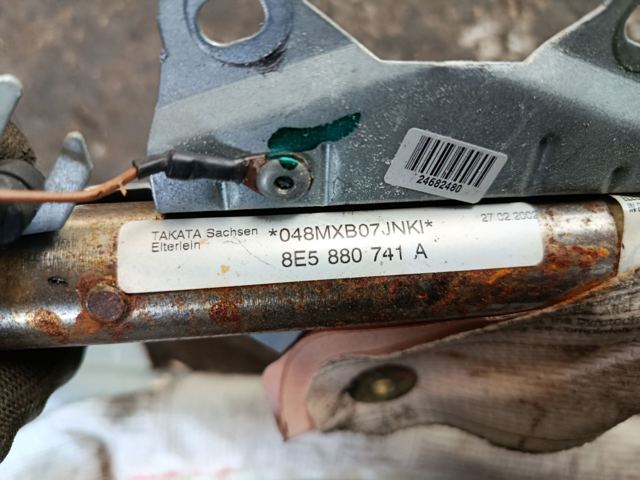 24682480
TAKATA Sachsen *048MXB07JNKI* 27.02.2002
Elterlein
8E5 880 741 A